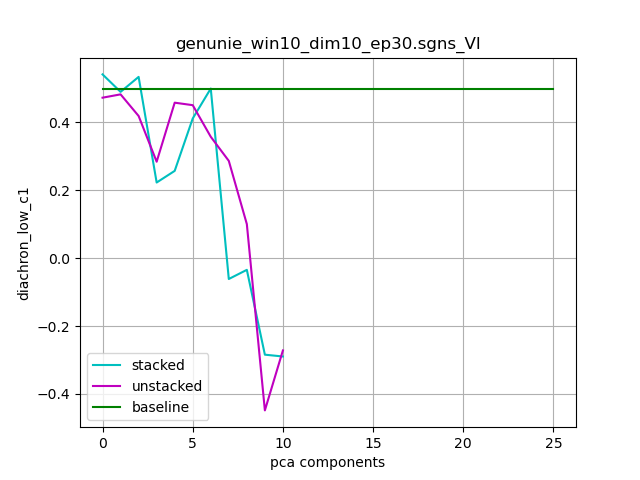 genunie_win10_dim10_ep30.sgns_VI
diachron_low_c1
0.4
0.2
0.0
−0.2
−0.4
stacked
unstacked
baseline
0 5 10 15 20 25
pca components